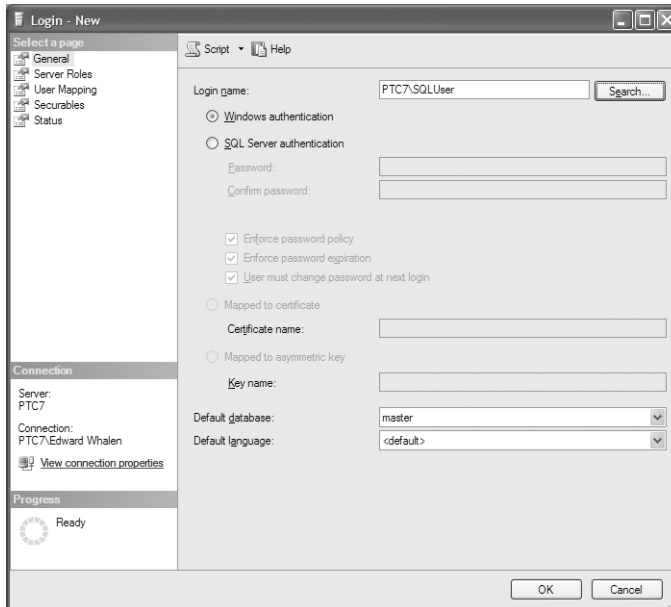 Login - New
Select a page
General
Server Roles
User Mapping
Securables
Status
Script Help
Login name: PTC7\SQLUser Search...
Windows authentication
SQL Server authentication
Password:
Confirm password:
Enforce password policy
Enforce password expiration
User must change password at next login
Mapped to certificate
Certificate name:
Mapped to asymmetric key
Key name:
Default database: master
Default language: <default>
Connection
Server:
PTC7
Connection:
PTC7\Edward Whalen
View connection properties
Progress
Ready
OK Cancel